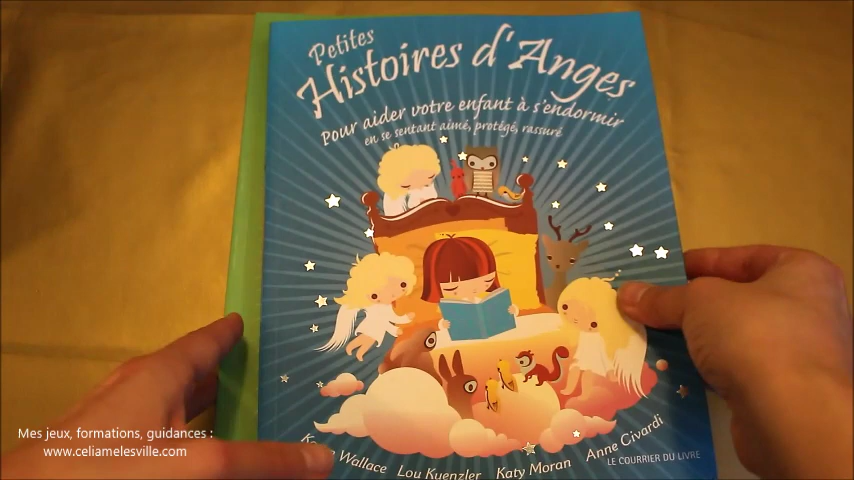 Petites
Histoires d'Anges
Pour aider votre enfant à s'endormir
en se sentant aimé, protégé, rassuré
Wallace Lou Kuenzler Katy Moran Anne Civardi
LE COURRIER DU LIVRE
Mes jeux, formations, guidances :
www.celiamelesville.com